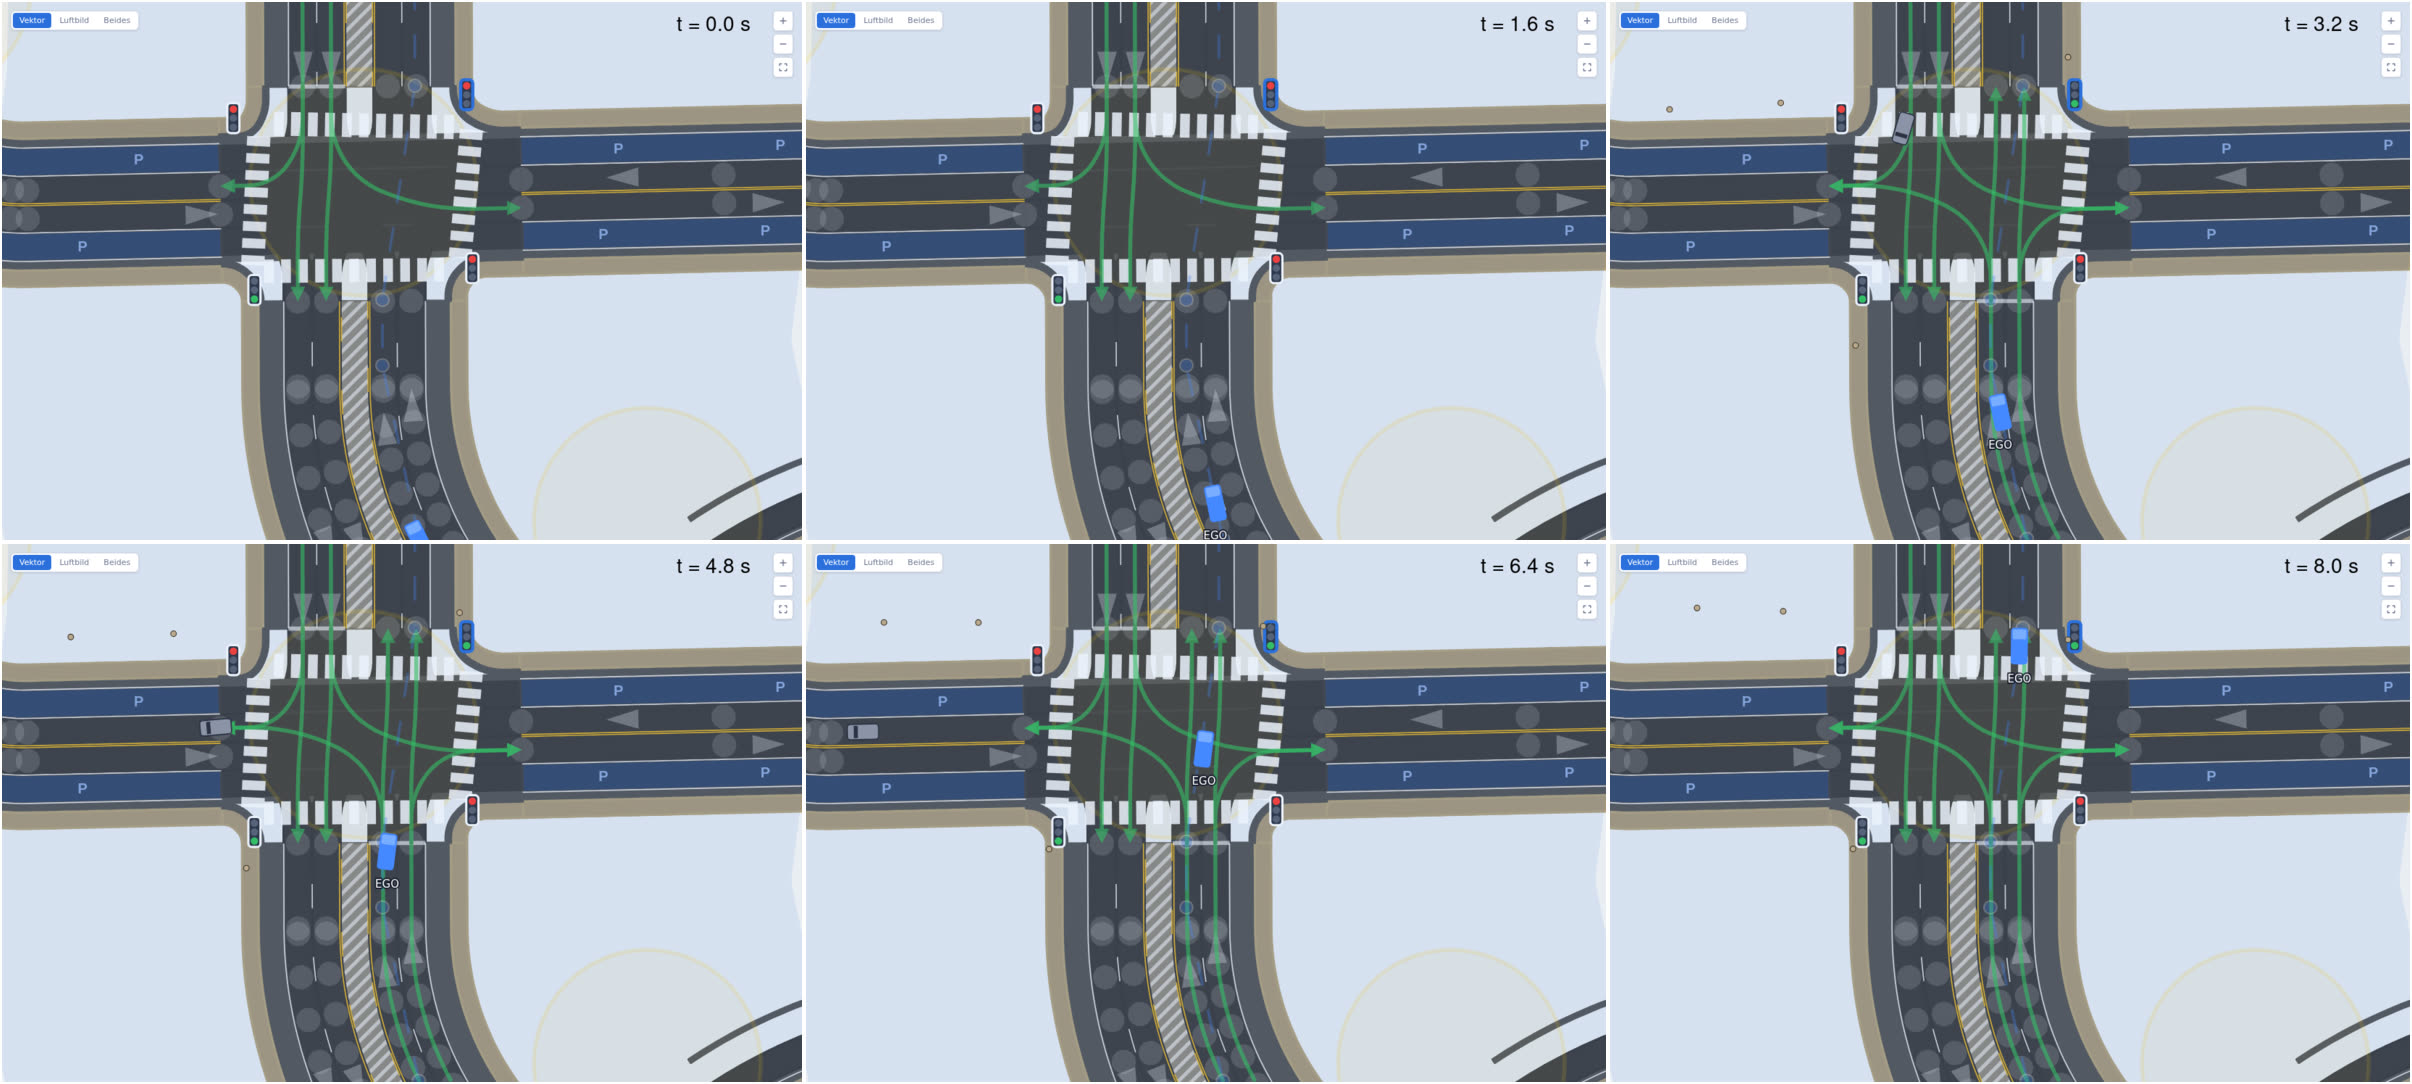 Vektor Luftbild Beides t = 0.0 s +
−
P P P
P P P
Vektor Luftbild Beides t = 1.6 s +
−
P P P
P P P
EGO
Vektor Luftbild Beides t = 3.2 s +
−
P P P
P P P
EGO
Vektor Luftbild Beides t = 4.8 s +
−
P P P
P P P
EGO
Vektor Luftbild Beides t = 6.4 s +
−
P P P
EGO
P P P
Vektor Luftbild Beides t = 8.0 s +
−
EGO
P P P
P P P